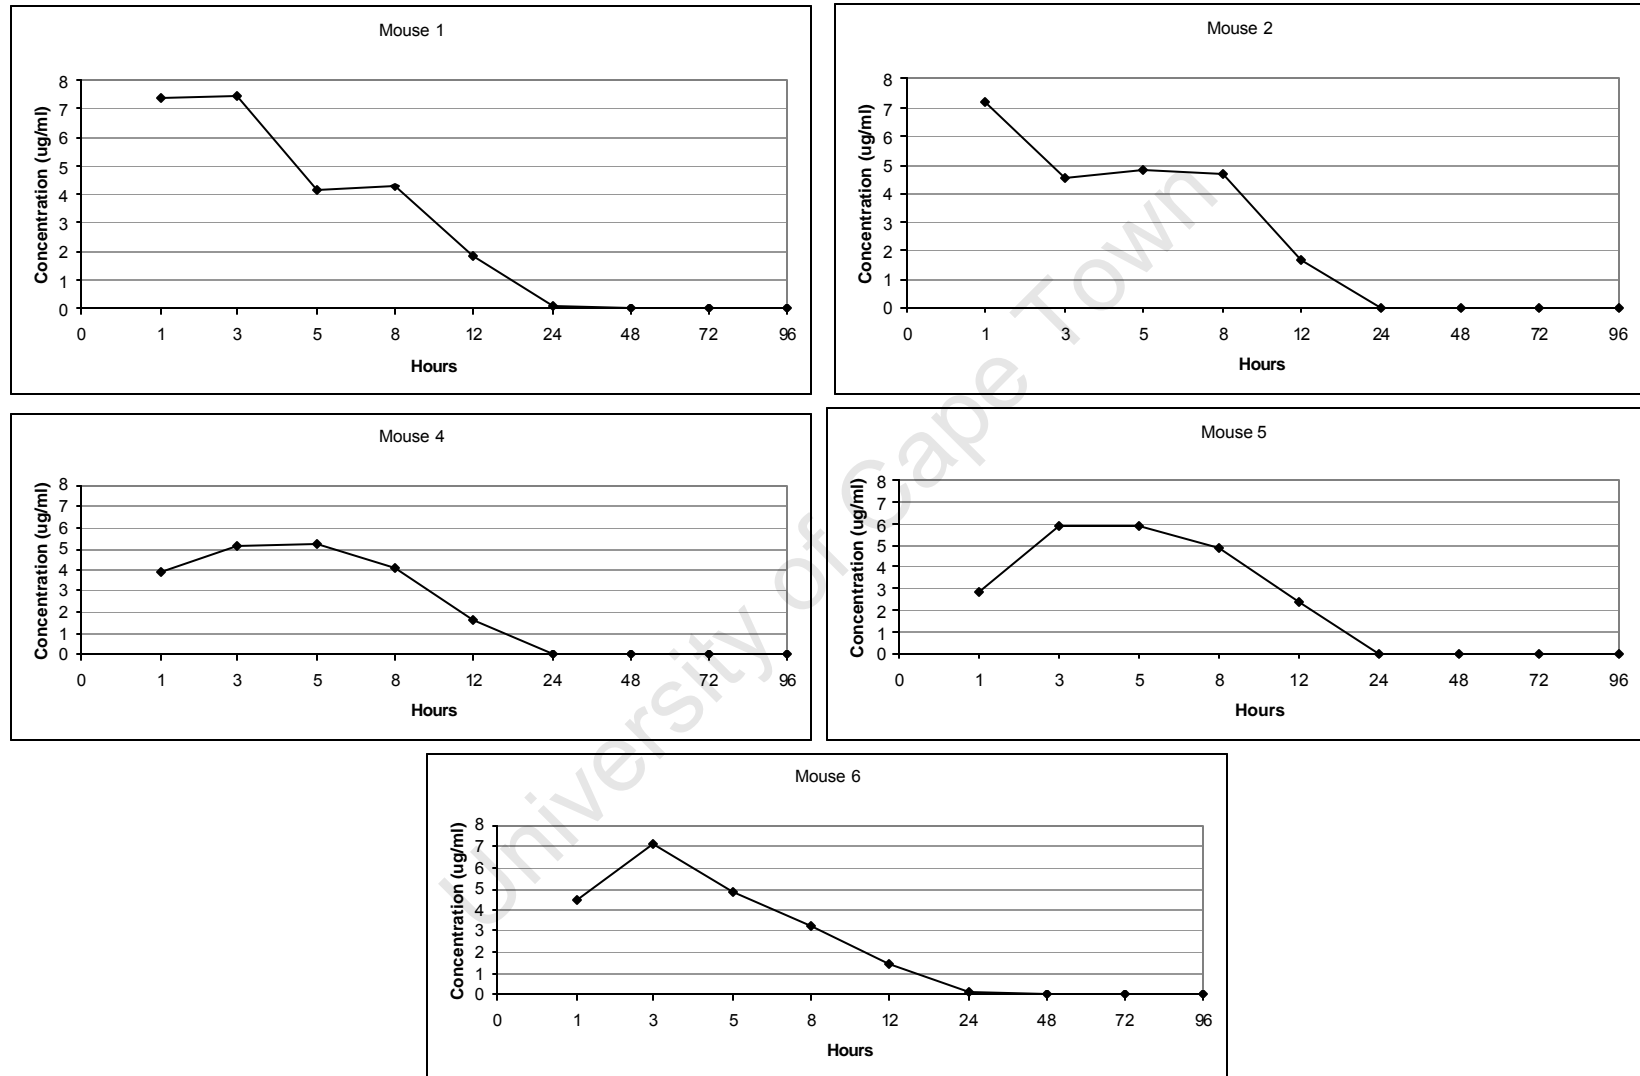 Mouse 1
Concentration (ug/ml)
8
7
6
5
4
3
2
1
0
0 1 3 5 8 12 24 48 72 96
Hours
Mouse 2
Concentration (ug/ml)
8
7
6
5
4
3
2
1
0
0 1 3 5 8 12 24 48 72 96
Hours
Mouse 4
Concentration (ug/ml)
8
7
6
5
4
3
2
1
0
0 1 3 5 8 12 24 48 72 96
Hours
Mouse 5
Concentration (ug/ml)
8
7
6
5
4
3
2
1
0
0 1 3 5 8 12 24 48 72 96
Hours
Mouse 6
Concentration (ug/ml)
8
7
6
5
4
3
2
1
0
0 1 3 5 8 12 24 48 72 96
Hours
University of Cape Town